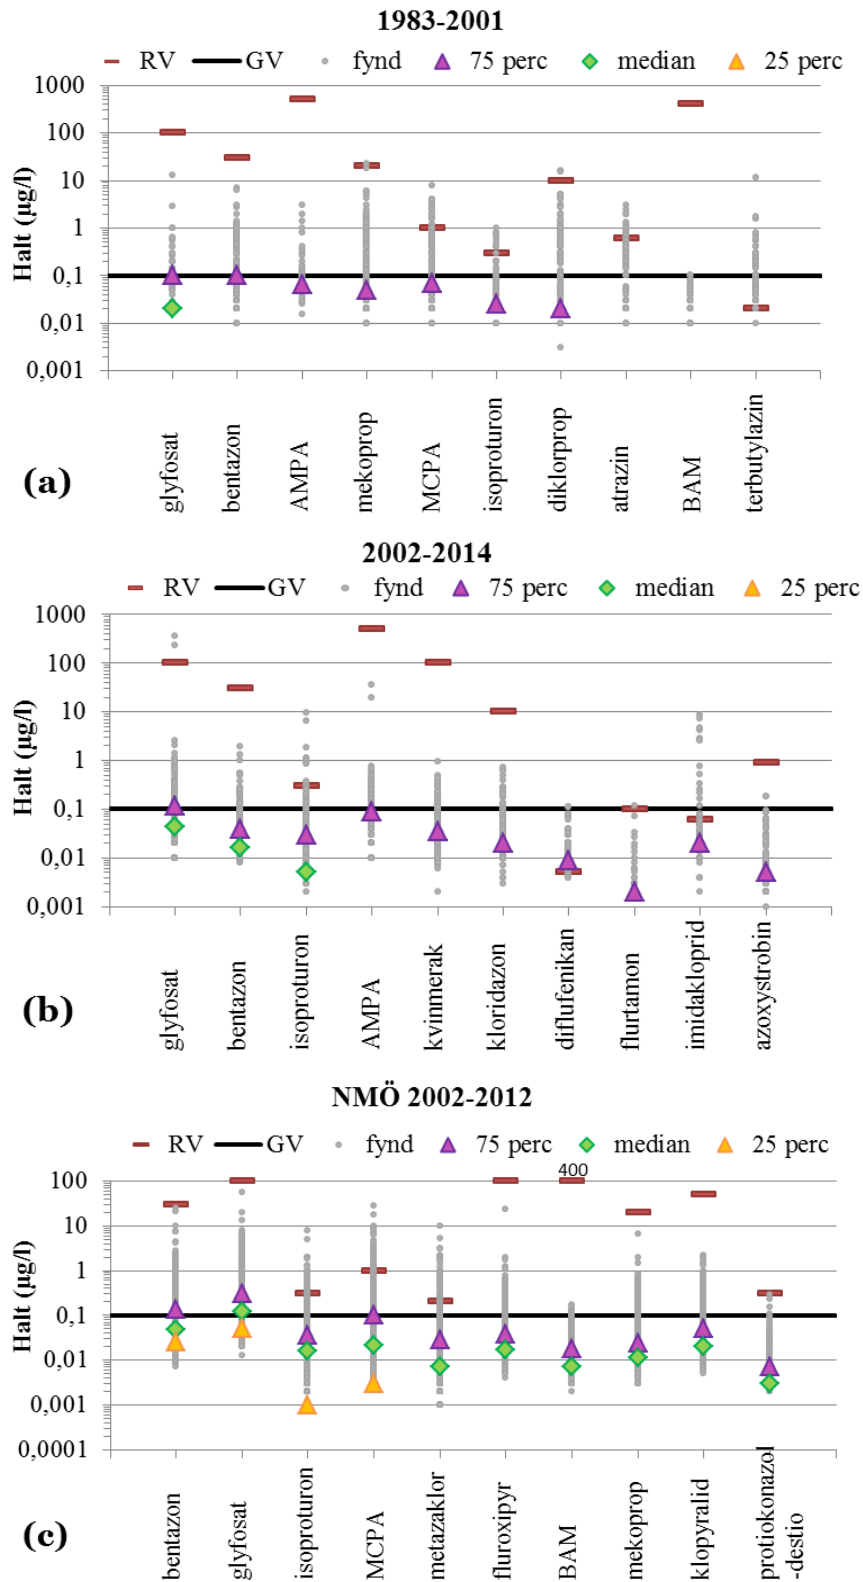 1983-2001
RV GV fynd 75 perc median 25 perc
Halt (µg/l)
1000
100
10
1
0,1
0,01
0,001
glyfosat
bentazon
AMPA
mekoprop
MCPA
isoproturon
diklorprop
atrazin
BAM
terbutylazin
(a)
2002-2014
RV GV fynd 75 perc median 25 perc
Halt (µg/l)
1000
100
10
1
0,1
0,01
0,001
glyfosat
bentazon
isoproturon
AMPA
kvinmerak
kloridazon
diflufenikan
flurtamon
imidakloprid
azoxystrobin
(b)
NMÖ 2002-2012
RV GV fynd 75 perc median 25 perc
400
Halt (µg/l)
100
10
1
0,1
0,01
0,001
0,0001
bentazon
glyfosat
isoproturon
MCPA
metazaklor
fluroxipyr
BAM
mekoprop
klopyralid
protiokonazol
-destio
(c)